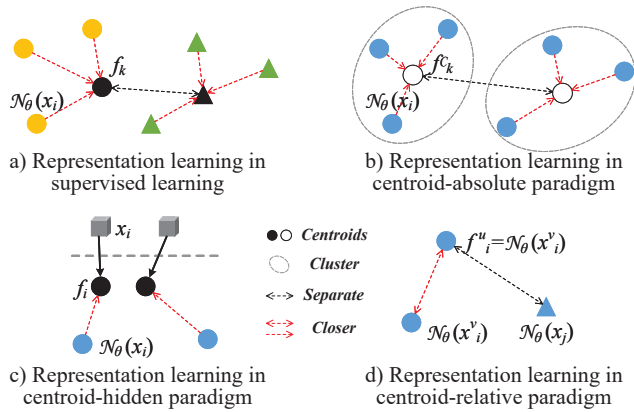 f_k
𝒩_θ(x_i)
a) Representation learning in
supervised learning
f^C_k
𝒩_θ(x_i)
b) Representation learning in
centroid-absolute paradigm
x_i
f_i
𝒩_θ(x_i)
c) Representation learning in
centroid-hidden paradigm
Centroids
Cluster
Separate
Closer
f^u_i=𝒩_θ(x^v_i)
𝒩_θ(x^v_i)
𝒩_θ(x_j)
d) Representation learning in
centroid-relative paradigm